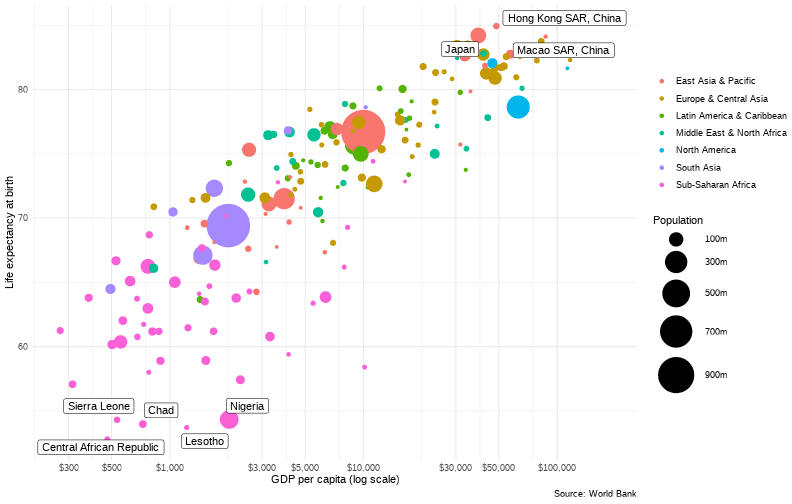 Hong Kong SAR, China
Japan
Macao SAR, China
Sierra Leone
Chad
Nigeria
Lesotho
Central African Republic
80
70
60
Life expectancy at birth
$300
$500
$1,000
$3,000
$5,000
$10,000
$30,000
$50,000
$100,000
GDP per capita (log scale)
East Asia & Pacific
Europe & Central Asia
Latin America & Caribbean
Middle East & North Africa
North America
South Asia
Sub-Saharan Africa
Population
100m
300m
500m
700m
900m
Source: World Bank